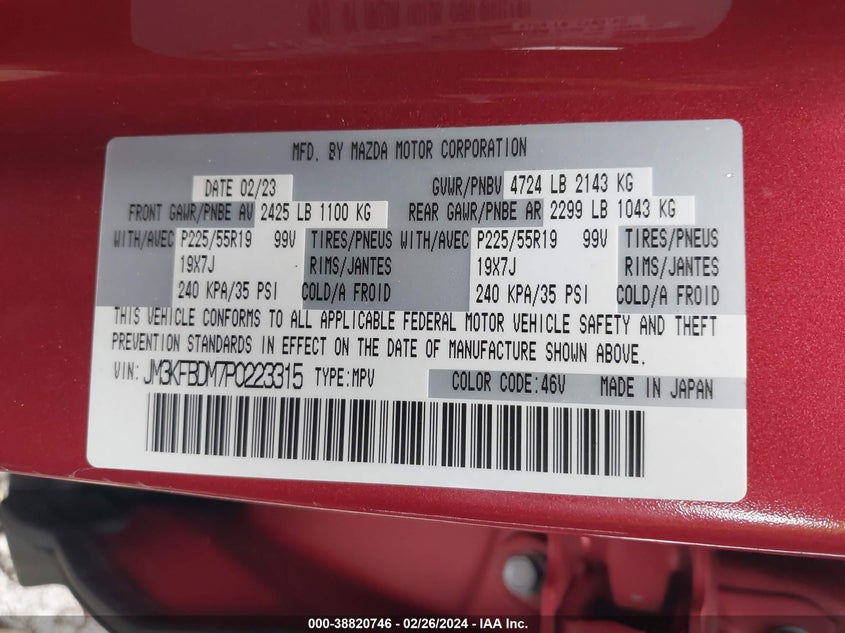 MFD. BY MAZDA MOTOR CORPORATION
DATE 02/23 GVWR/PNBV 4724 LB 2143 KG
FRONT GAWR/PNBE AV 2425 LB 1100 KG REAR GAWR/PNBE AR 2299 LB 1043 KG
WITH/AVEC P225/55R19 99V TIRES/PNEUS WITH/AVEC P225/55R19 99V TIRES/PNEUS
19X7J RIMS/JANTES 19X7J RIMS/JANTES
240 KPA/35 PSI COLD/A FROID 240 KPA/35 PSI COLD/A FROID
THIS VEHICLE CONFORMS TO ALL APPLICABLE FEDERAL MOTOR VEHICLE SAFETY AND THEFT
PREVENTION STANDARDS IN EFFECT ON THE DATE OF MANUFACTURE SHOWN ABOVE.
VIN: JM3KFBDM7P0223315 TYPE:MPV COLOR CODE:46V MADE IN JAPAN
000-38820746 - 02/26/2024 - IAA Inc.